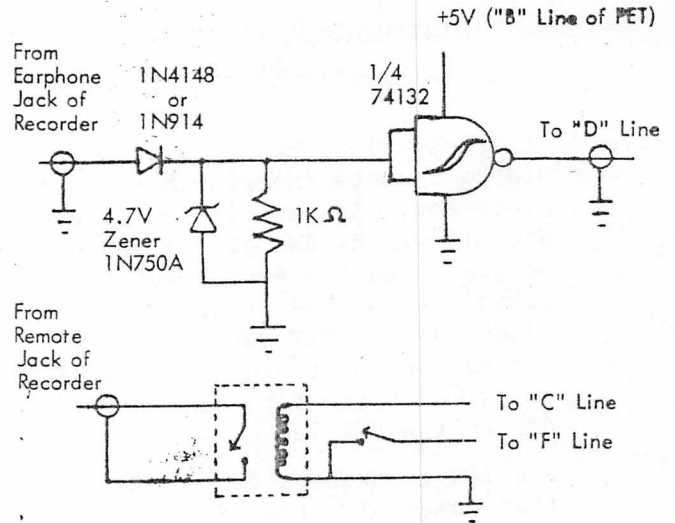 +5V ("B" Line of PET)
From
Earphone
Jack of
Recorder
1N4148
or
1N914
1/4
74132
To "D" Line
4.7V
Zener
1N750A
1K Ω
From
Remote
Jack of
Recorder
To "C" Line
To "F" Line